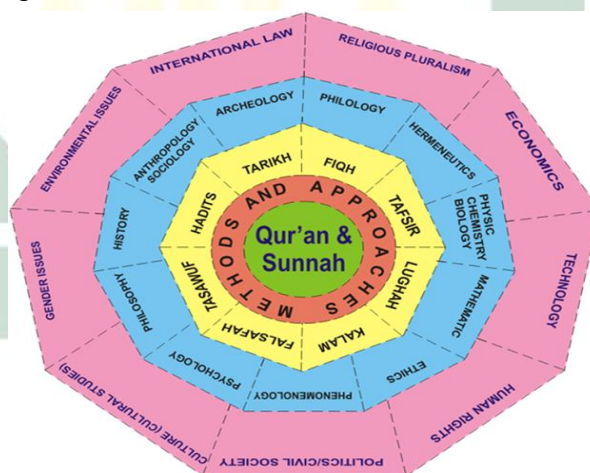 INTERNATIONAL LAW
RELIGIOUS PLURALISM
ECONOMICS
TECHNOLOGY
HUMAN RIGHTS
POLITICS/CIVIL SOCIETY
CULTURE (CULTURAL STUDIES)
GENDER ISSUES
ENVIRONMENTAL ISSUES
ARCHEOLOGY
PHILOLOGY
HERMENEUTICS
PHYSIC
CHEMISTRY
BIOLOGY
MATHEMATIC
ETHICS
PHENOMENOLOGY
PSYCHOLOGY
PHILOSOPHY
HISTORY
ANTHROPOLOGY
SOCIOLOGY
TARIKH
FIQH
TAFSIR
LUGHAH
KALAM
FALSAFAH
TASAWUF
HADITS
METHODS AND APPROACHES
Qur'an &
Sunnah